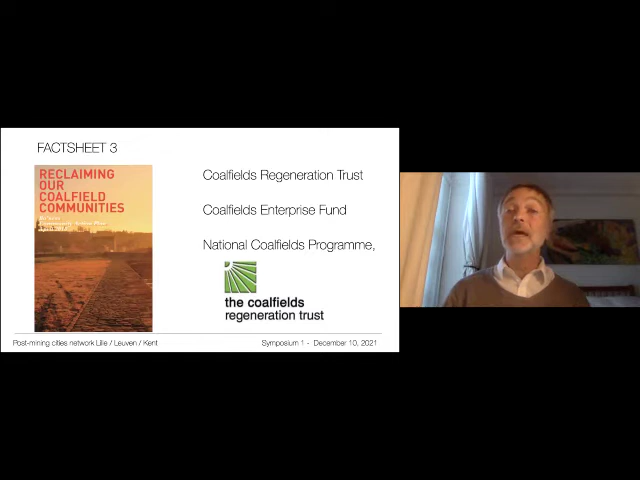 FACTSHEET 3
RECLAIMING
OUR
COALFIELD
COMMUNITIES
Coalfields Regeneration Trust
Coalfields Enterprise Fund
National Coalfields Programme,
the coalfields
regeneration trust
Post-mining cities network Lille / Leuven / Kent
Symposium 1 - December 10, 2021